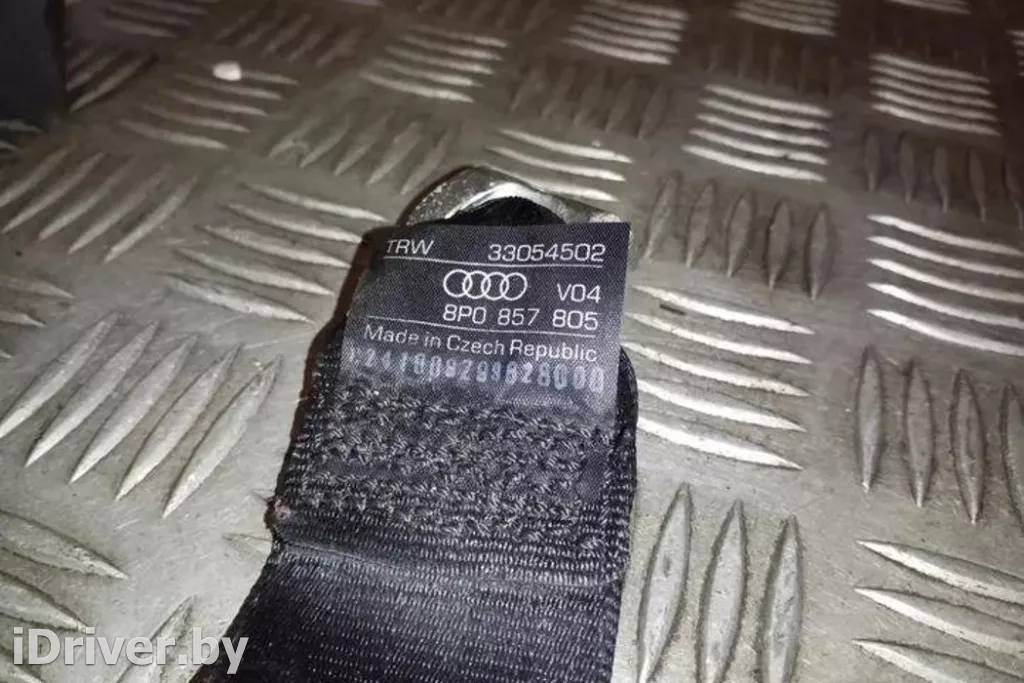 TRW 33054502
V04
8P0 857 805
Made in Czech Republic
iDriver.by